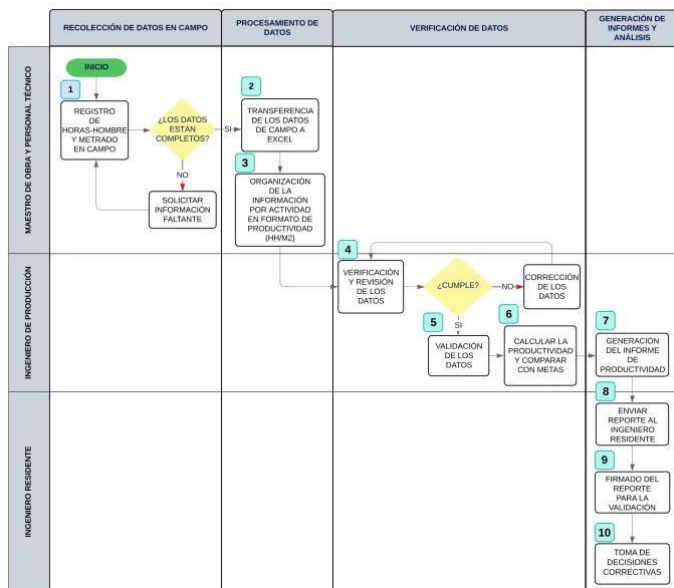 RECOLECCIÓN DE DATOS EN CAMPO
PROCESAMIENTO DE
DATOS
VERIFICACIÓN DE DATOS
GENERACIÓN DE
INFORMES Y
ANÁLISIS
MAESTRO DE OBRA Y PERSONAL TÉCNICO
INICIO
1
REGISTRO
DE
HORAS-HOMBRE
Y METRADO
EN CAMPO
¿LOS DATOS
ESTÁN
COMPLETOS?
SI
NO
SOLICITAR
INFORMACIÓN
FALTANTE
2
TRANSFERENCIA
DE LOS DATOS
DE CAMPO A
EXCEL
3
ORGANIZACIÓN
DE LA
INFORMACIÓN
POR ACTIVIDAD
EN FORMATO DE
PRODUCTIVIDAD
(HH/M2)
INGENIERO DE PRODUCCIÓN
4
VERIFICACIÓN
Y REVISIÓN
DE LOS
DATOS
¿CUMPLE?
NO
CORRECCIÓN
DE LOS
DATOS
SI
5
VALIDACIÓN
DE LOS
DATOS
6
CALCULAR LA
PRODUCTIVIDAD
Y COMPARAR
CON METAS
7
GENERACIÓN
DEL INFORME
DE
PRODUCTIVIDAD
INGENIERO RESIDENTE
8
ENVIAR
REPORTE AL
INGENIERO
RESIDENTE
9
FIRMADO DEL
REPORTE
PARA LA
VALIDACIÓN
10
TOMA DE
DECISIONES
CORRECTIVAS